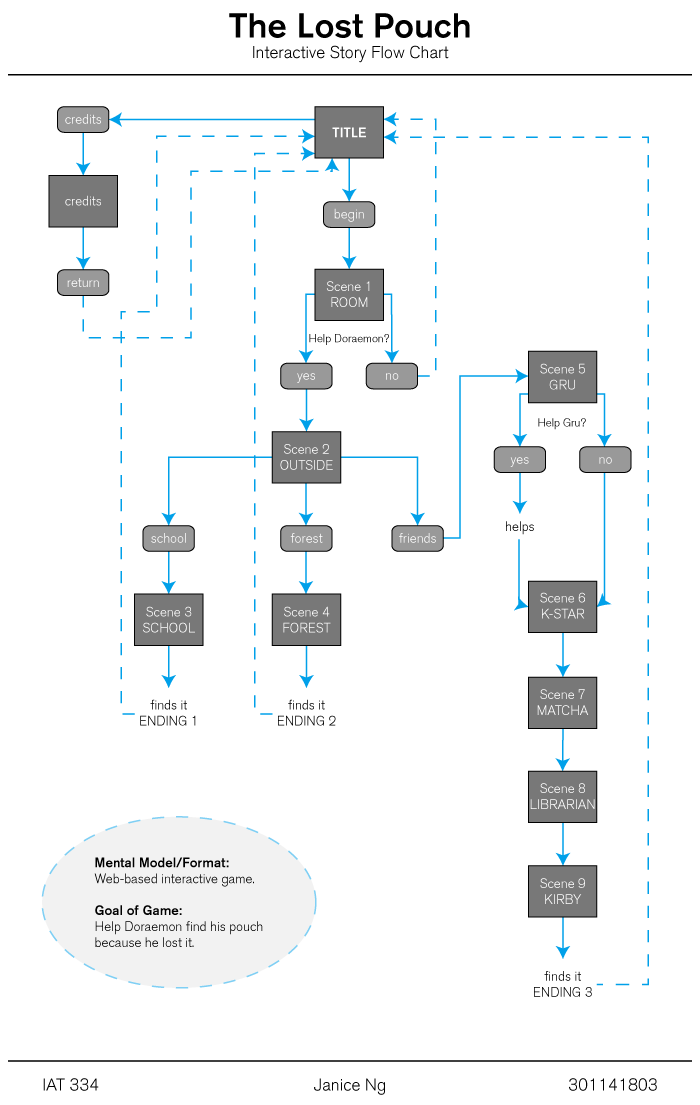 The Lost Pouch
Interactive Story Flow Chart
credits
TITLE
credits
begin
return
Scene 1
ROOM
Help Doraemon?
yes
no
Scene 5
GRU
Help Gru?
Scene 2
OUTSIDE
yes
no
school
forest
friends
helps
Scene 3
SCHOOL
Scene 4
FOREST
Scene 6
K-STAR
finds it
ENDING 1
finds it
ENDING 2
Scene 7
MATCHA
Scene 8
LIBRARIAN
Mental Model/Format:
Web-based interactive game.
Goal of Game:
Help Doraemon find his pouch
because he lost it.
Scene 9
KIRBY
finds it
ENDING 3
IAT 334
Janice Ng
301141803